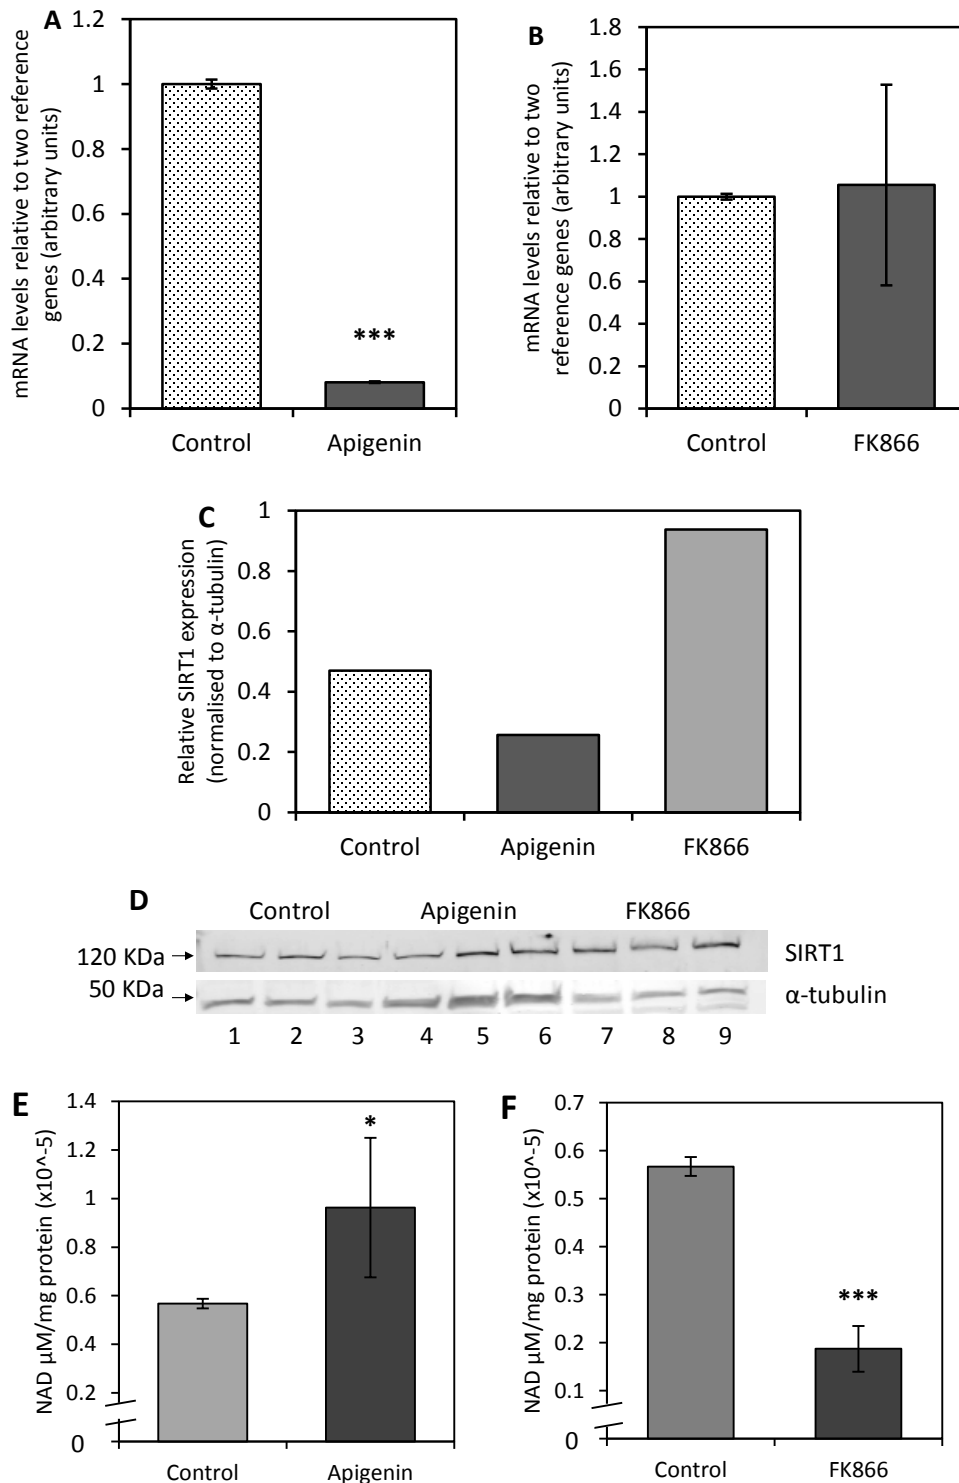 A
mRNA levels relative to two reference
genes (arbitrary units)
1.2
1
0.8
0.6
0.4
0.2
0
***
Control
Apigenin
B
mRNA levels relative to two
reference genes (arbitrary units)
1.8
1.6
1.4
1.2
1
0.8
0.6
0.4
0.2
0
Control
FK866
C
Relative SIRT1 expression
(normalised to α-tubulin)
1
0.8
0.6
0.4
0.2
0
Control
Apigenin
FK866
D
Control
Apigenin
FK866
120 KDa
SIRT1
50 KDa
α-tubulin
1 2 3 4 5 6 7 8 9
E
NAD µM/mg protein (x10^-5)
1.4
1.2
1
0.8
0.6
0.4
0.2
0
*
Control
Apigenin
F
NAD µM/mg protein (x10^-5)
0.7
0.6
0.5
0.4
0.3
0.2
0.1
0
***
Control
FK866